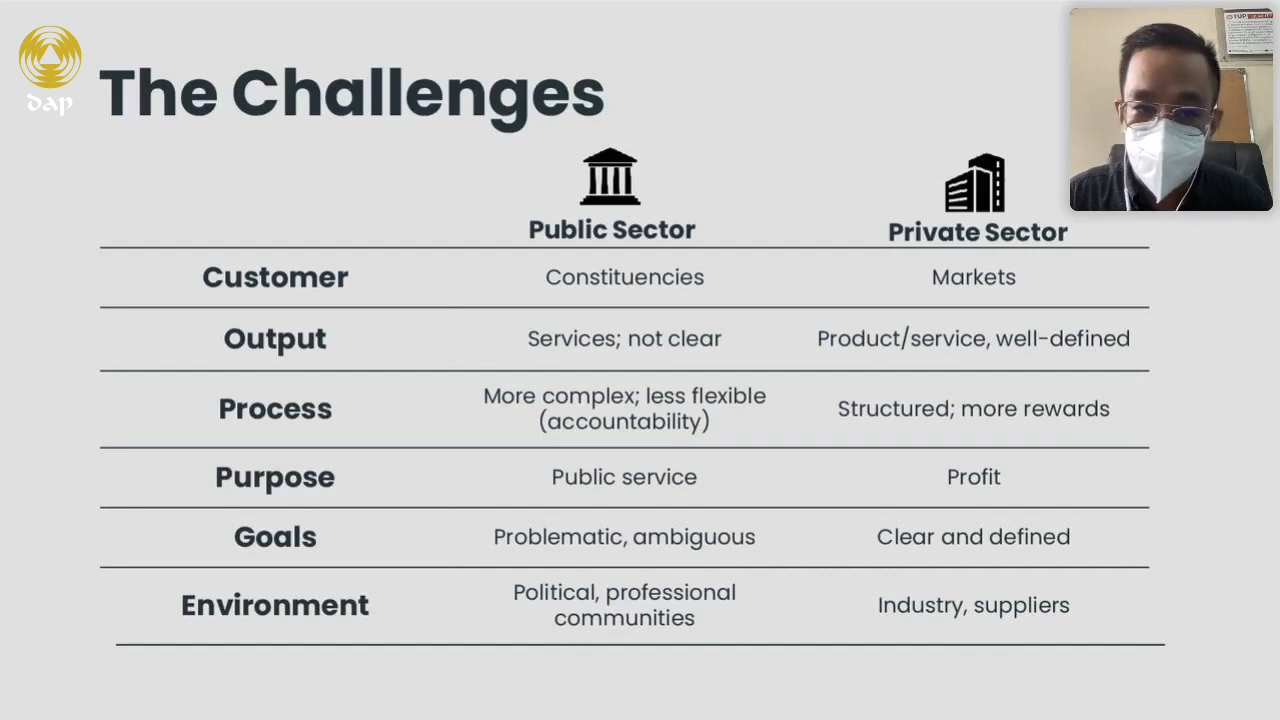 dap
The Challenges
Public Sector
Private Sector
Customer
Constituencies
Markets
Output
Services; not clear
Product/service, well-defined
Process
More complex; less flexible
(accountability)
Structured; more rewards
Purpose
Public service
Profit
Goals
Problematic, ambiguous
Clear and defined
Environment
Political, professional
communities
Industry, suppliers
TUP